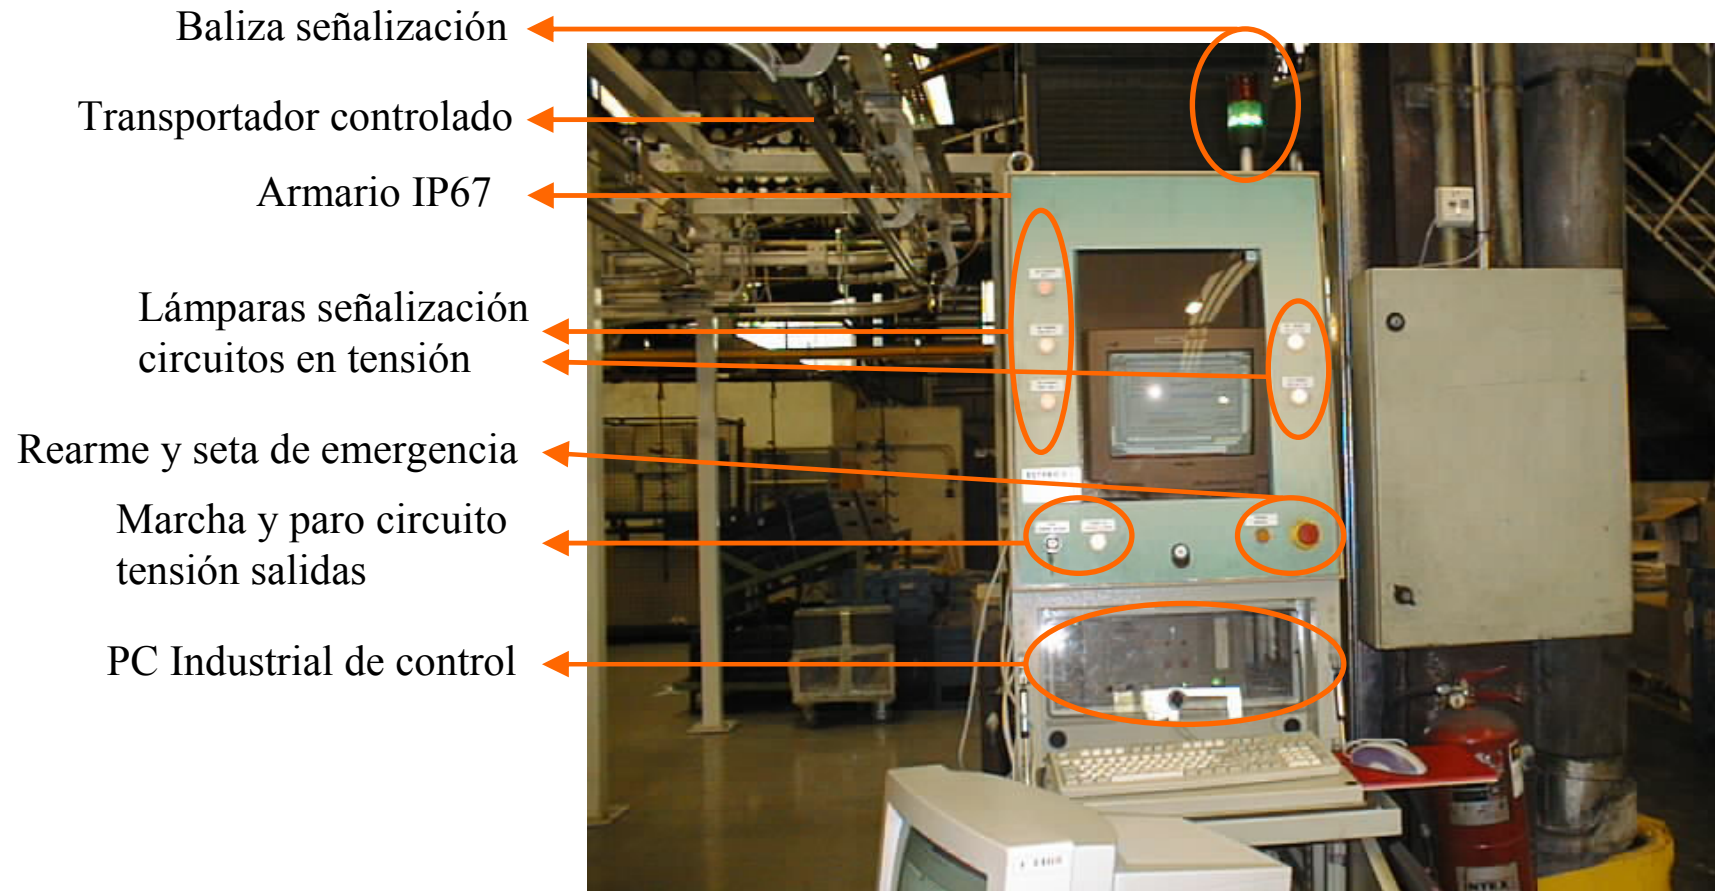 Baliza señalización
Transportador controlado
Armario IP67
Lámparas señalización
circuitos en tensión
Rearme y seta de emergencia
Marcha y paro circuito
tensión salidas
PC Industrial de control